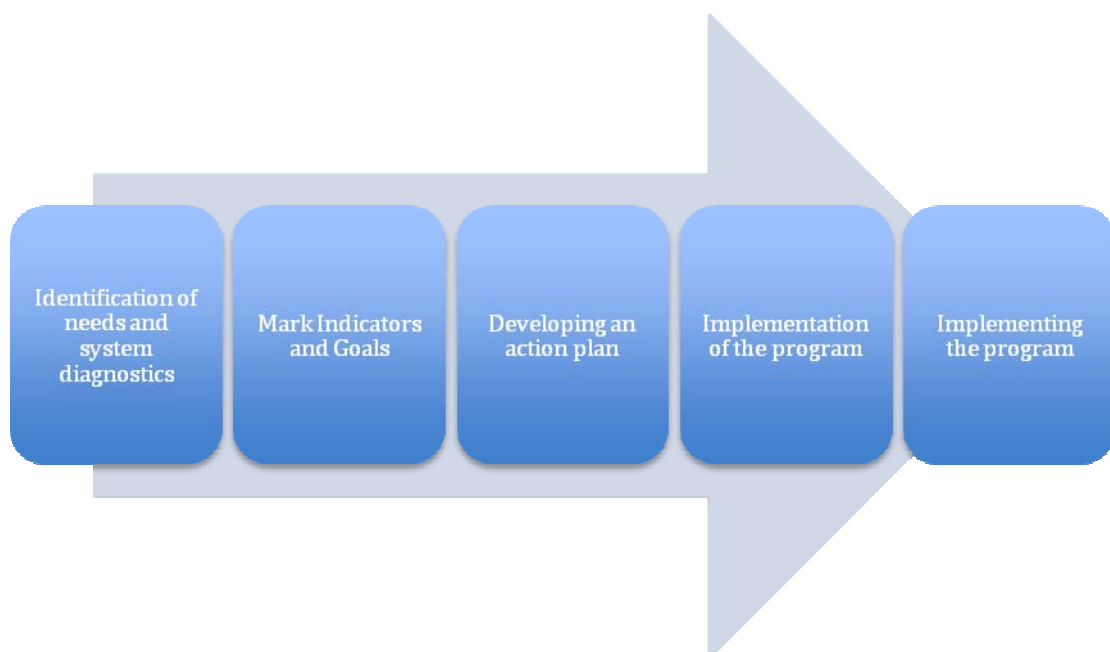 Identification of
needs and
system
diagnostics
Mark Indicators
and Goals
Developing an
action plan
Implementation
of the program
Implementing
the program